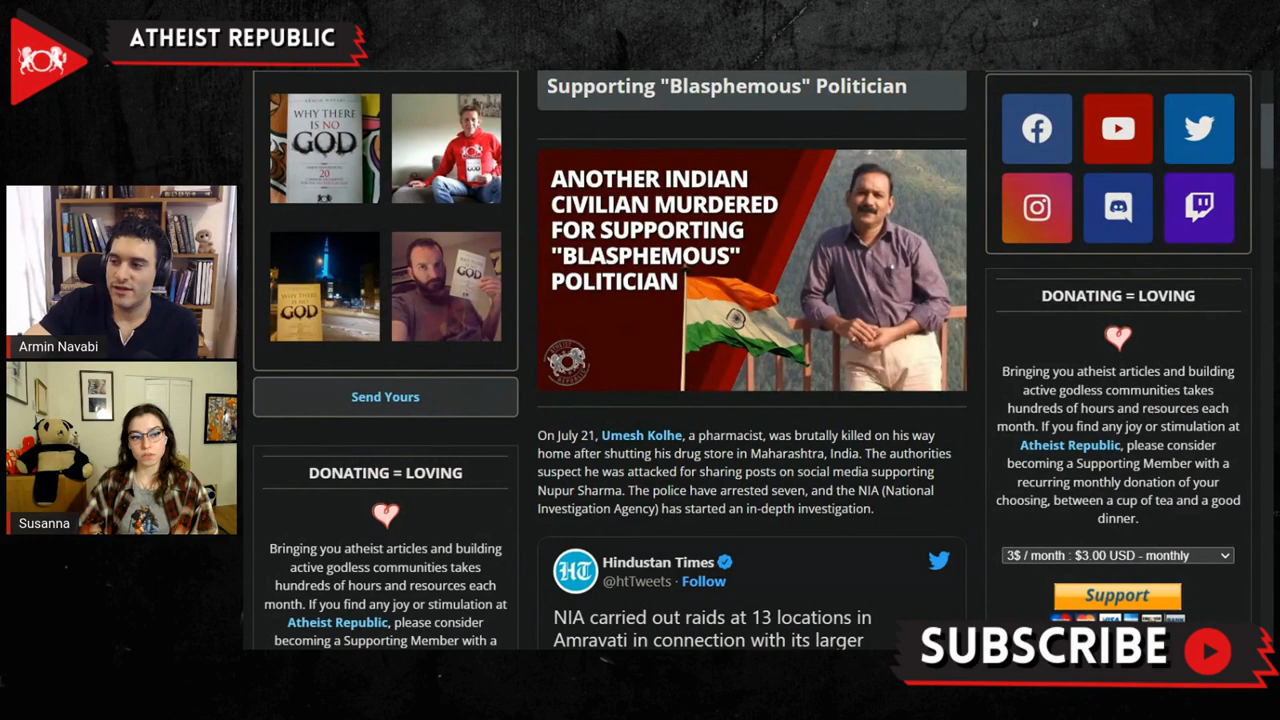 ATHEIST REPUBLIC
Armin Navabi
Susanna
WHY THERE
IS NO
GOD
20
GOD
WHY THERE
IS NO
GOD
Send Yours
DONATING = LOVING
Bringing you atheist articles and building
active godless communities takes
hundreds of hours and resources each
month. If you find any joy or stimulation at
Atheist Republic, please consider
becoming a Supporting Member with a
Supporting "Blasphemous" Politician
ANOTHER INDIAN
CIVILIAN MURDERED
FOR SUPPORTING
"BLASPHEMOUS"
POLITICIAN
On July 21, Umesh Kolhe, a pharmacist, was brutally killed on his way
home after shutting his drug store in Maharashtra, India. The authorities
suspect he was attacked for sharing posts on social media supporting
Nupur Sharma. The police have arrested seven, and the NIA (National
Investigation Agency) has started an in-depth investigation.
HT
Hindustan Times
@htTweets · Follow
NIA carried out raids at 13 locations in
Amravati in connection with its larger
DONATING = LOVING
Bringing you atheist articles and building
active godless communities takes
hundreds of hours and resources each
month. If you find any joy or stimulation at
Atheist Republic, please consider
becoming a Supporting Member with a
recurring monthly donation of your
choosing, between a cup of tea and a good
dinner.
3$ / month : $3.00 USD - monthly
Support
SUBSCRIBE